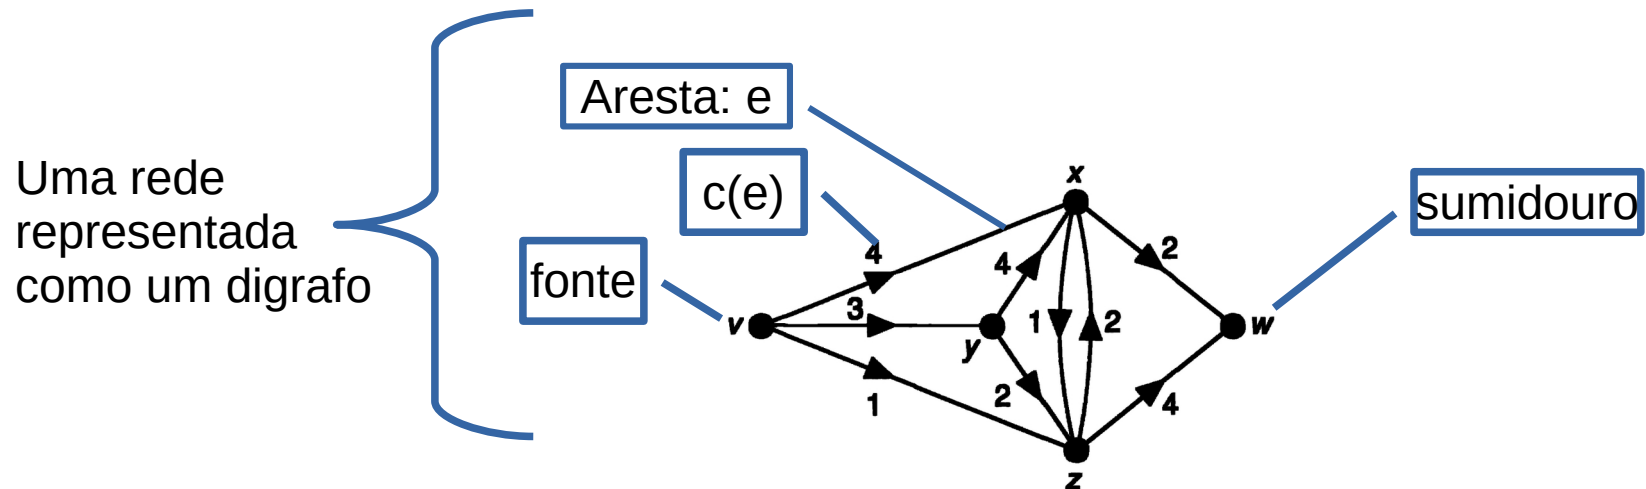 Uma rede
representada
como um digrafo
Aresta: e
c(e)
fonte
sumidouro
x
4
4
2
v
3
y
1
2
w
1
2
4
z